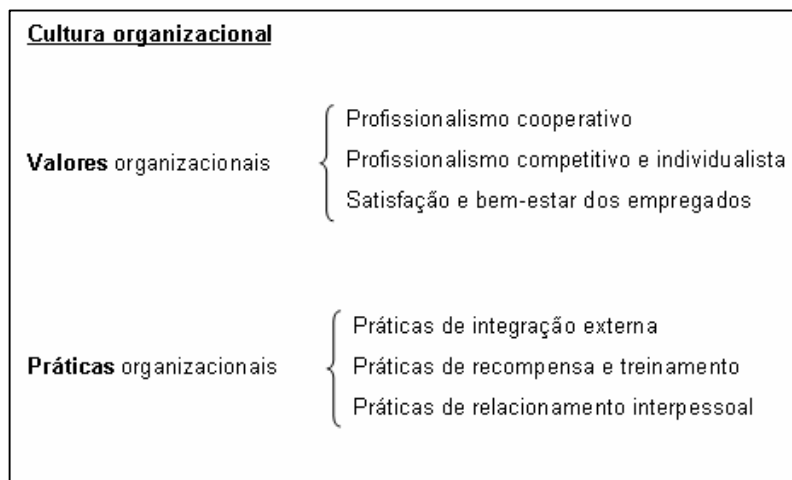 Cultura organizacional
Profissionalismo cooperativo
Valores organizacionais
Profissionalismo competitivo e individualista
Satisfação e bem-estar dos empregados
Práticas de integração externa
Práticas organizacionais
Práticas de recompensa e treinamento
Práticas de relacionamento interpessoal